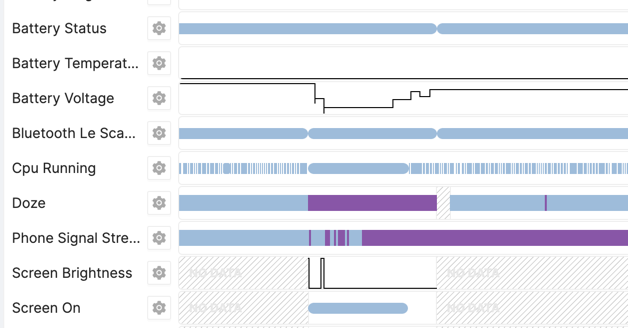 Battery Status
Battery Temperat...
Battery Voltage
Bluetooth Le Sca...
Cpu Running
Doze
Phone Signal Stre...
Screen Brightness
NO DATA NO DATA
Screen On
NO DATA NO DATA